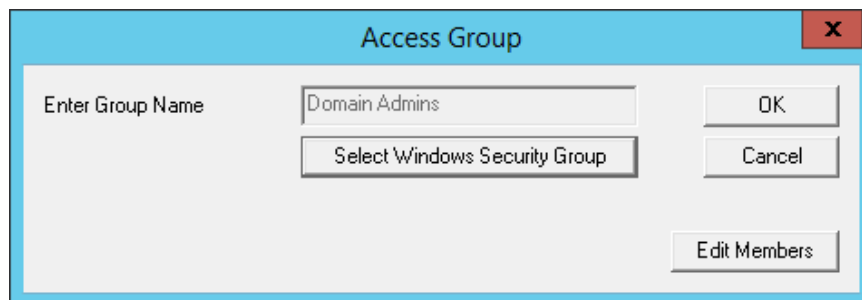 Access Group
x
Enter Group Name
Domain Admins
OK
Select Windows Security Group
Cancel
Edit Members